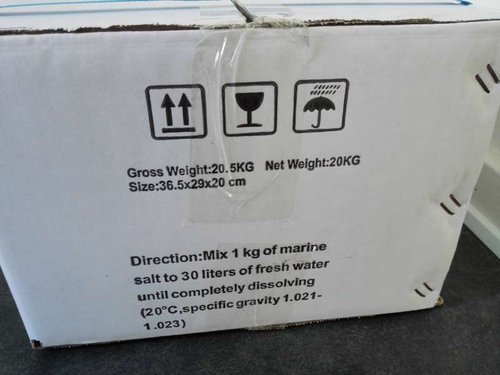 Gross Weight:20.5KG Net Weight:20KG
Size:36.5x29x20 cm
Direction:Mix 1 kg of marine
salt to 30 liters of fresh water
until completely dissolving
(20°C,specific gravity 1.021-
1.023)